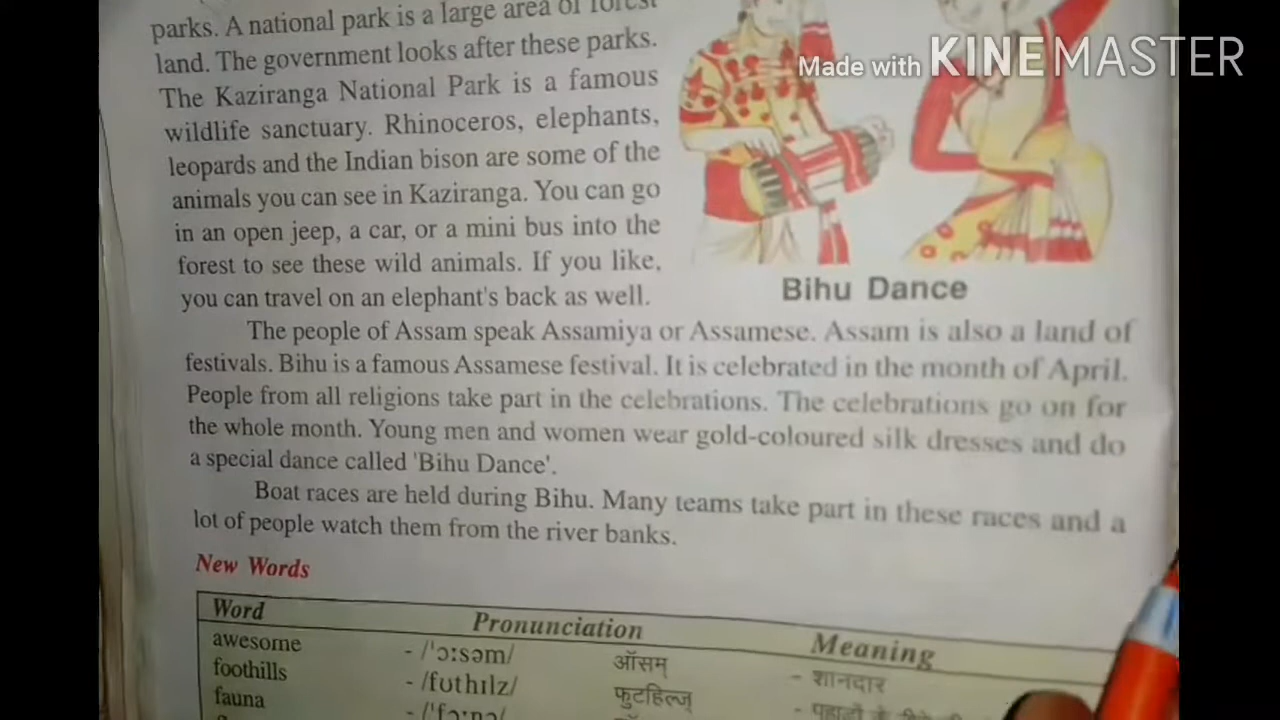 Made with KINEMASTER
parks. A national park is a large area of forest
land. The government looks after these parks.
The Kaziranga National Park is a famous
wildlife sanctuary. Rhinoceros, elephants,
leopards and the Indian bison are some of the
animals you can see in Kaziranga. You can go
in an open jeep, a car, or a mini bus into the
forest to see these wild animals. If you like,
you can travel on an elephant's back as well.
Bihu Dance
The people of Assam speak Assamiya or Assamese. Assam is also a land of
festivals. Bihu is a famous Assamese festival. It is celebrated in the month of April.
People from all religions take part in the celebrations. The celebrations go on for
the whole month. Young men and women wear gold-coloured silk dresses and do
a special dance called 'Bihu Dance'.
Boat races are held during Bihu. Many teams take part in these races and a
lot of people watch them from the river banks.
New Words
Word Pronunciation Meaning
awesome - /'ɔːsəm/ ऑसम् - शानदार
foothills - /fʊthɪlz/ फुटहिल्ज़्
fauna